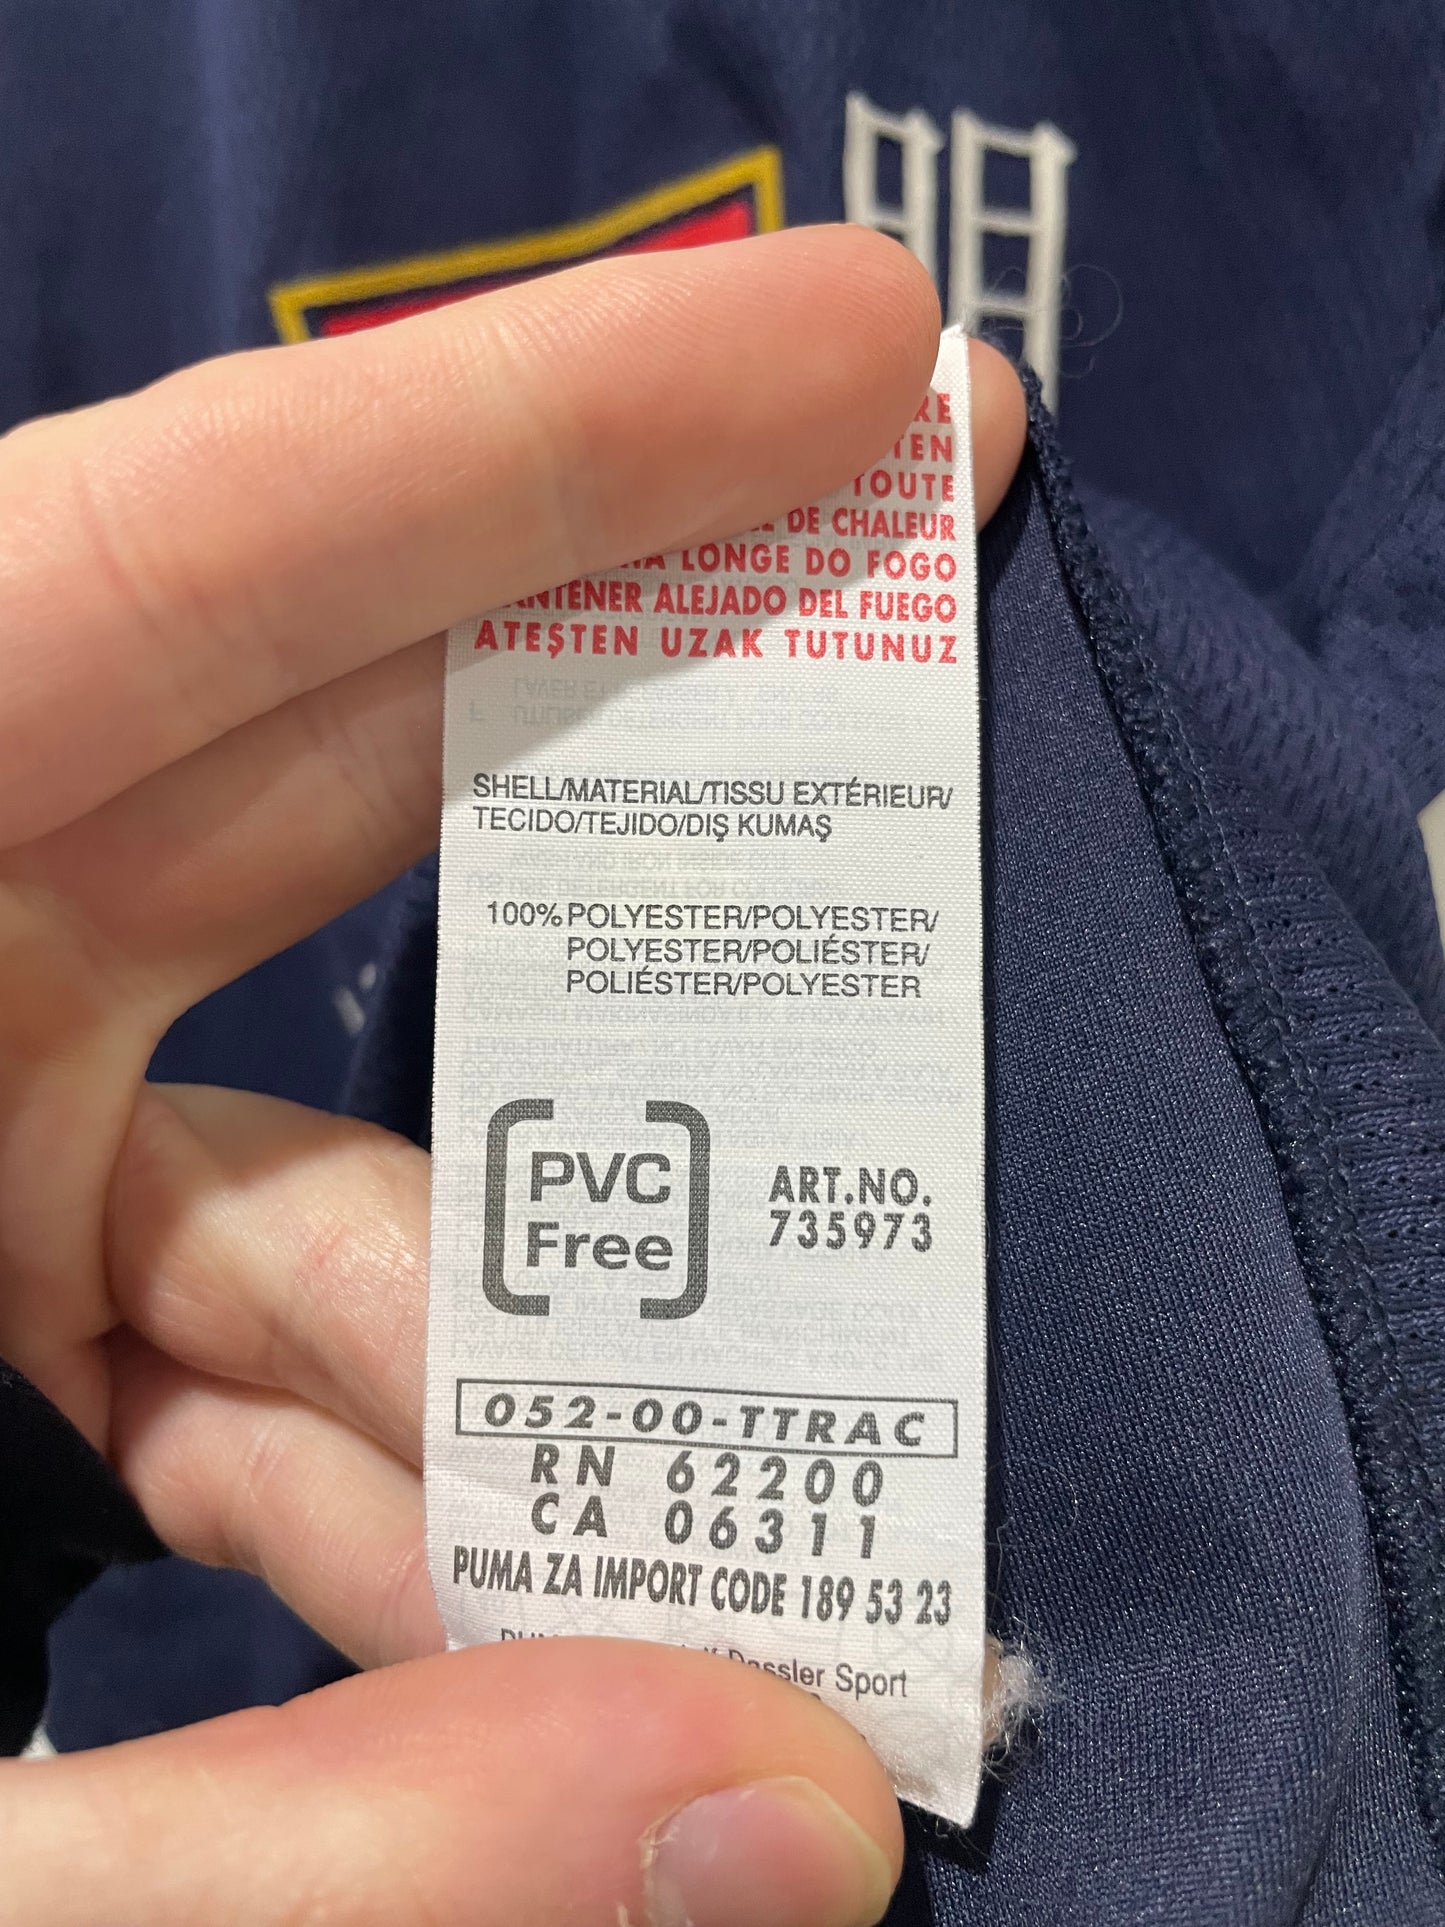 TOUTE
DE CHALEUR
LONGE DO FOGO
MANTENER ALEJADO DEL FUEGO
ATEŞTEN UZAK TUTUNUZ
SHELL/MATERIAL/TISSU EXTÉRIEUR/
TECIDO/TEJIDO/DIŞ KUMAŞ
100% POLYESTER/POLYESTER/
POLYESTER/POLIÉSTER/
POLIÉSTER/POLYESTER
PVC
Free
ART.NO.
735973
052-00-TTRAC
RN 62200
CA 06311
PUMA ZA IMPORT CODE 189 53 23
Dassler Sport